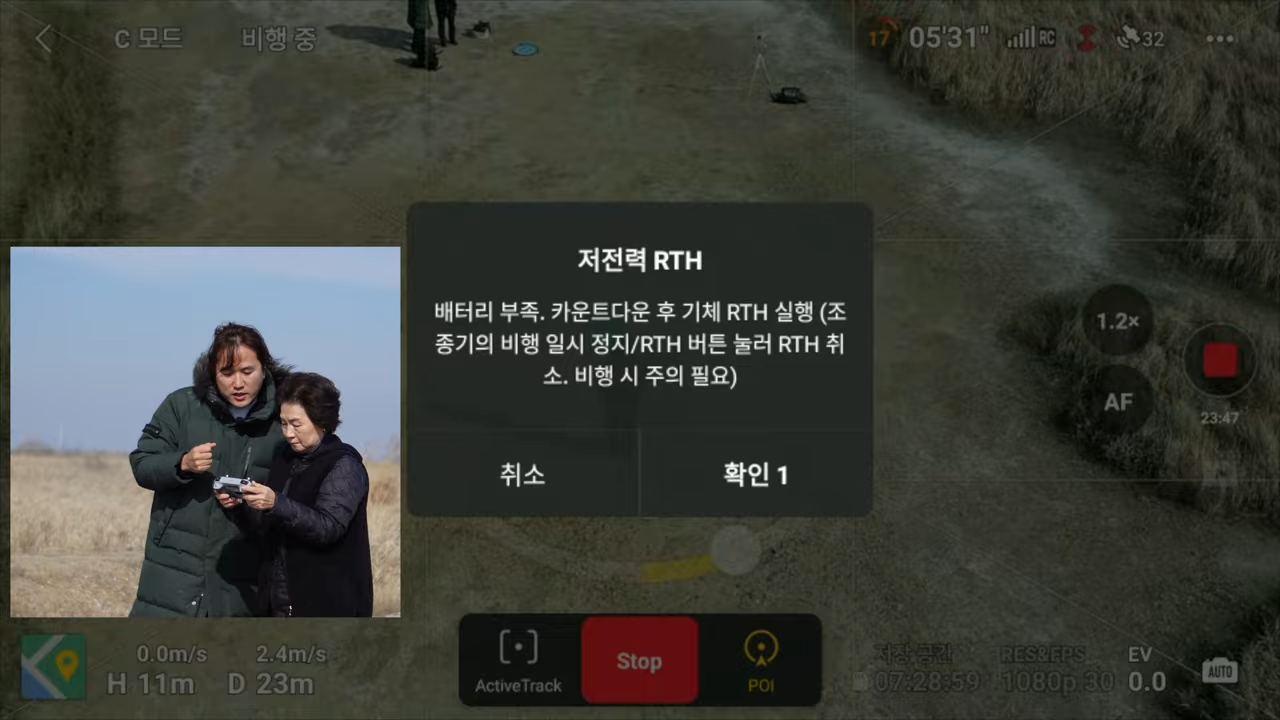 C 모드
비행 중
17
05'31"
RC
32
저전력 RTH
배터리 부족. 카운트다운 후 기체 RTH 실행 (조
종기의 비행 일시 정지/RTH 버튼 눌러 RTH 취
소. 비행 시 주의 필요)
취소
확인 1
1.2×
AF
23:47
0.0m/s
2.4m/s
H 11m
D 23m
ActiveTrack
Stop
POI
저장 공간
07:28:59
RES&FPS
1080p 30
EV
0.0
AUTO